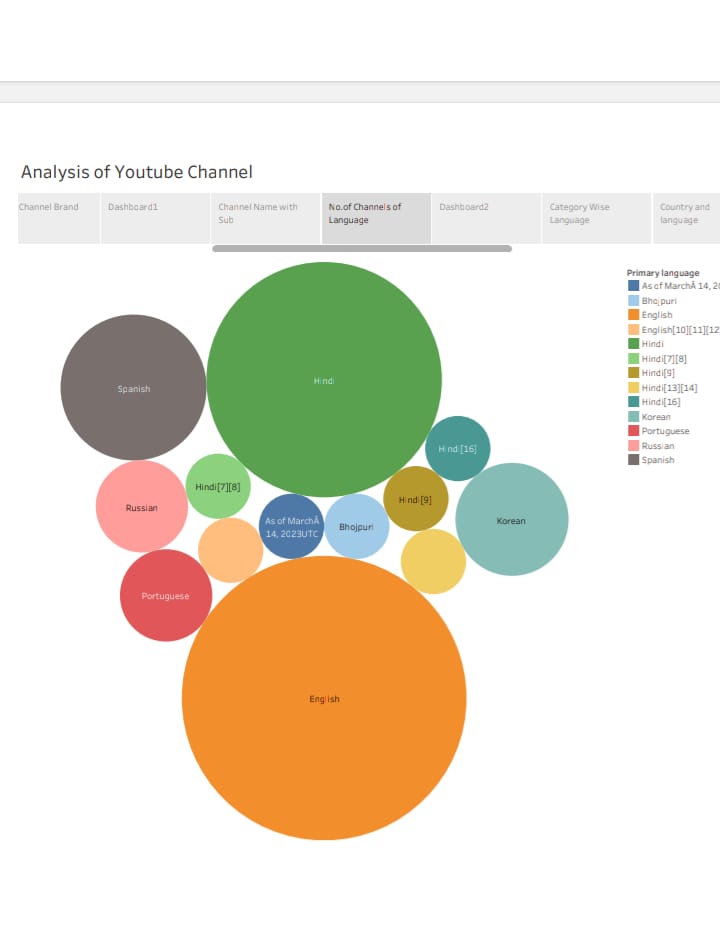 Analysis of Youtube Channel
Channel Brand
Dashboard1
Channel Name with
Sub
No.of Channels of
Language
Dashboard2
Category Wise
Language
Country and
language
Primary language
As of MarchÂ 14, 20
Bhojpuri
English
English[10][11][12
Hindi
Hindi[7][8]
Hindi[9]
Hindi[13][14]
Hindi[16]
Korean
Portuguese
Russian
Spanish
Hindi
Spanish
Hindi[16]
Hindi[7][8]
Hindi[9]
Russian
As of MarchÂ
14, 2023UTC
Bhojpuri
Korean
Portuguese
English